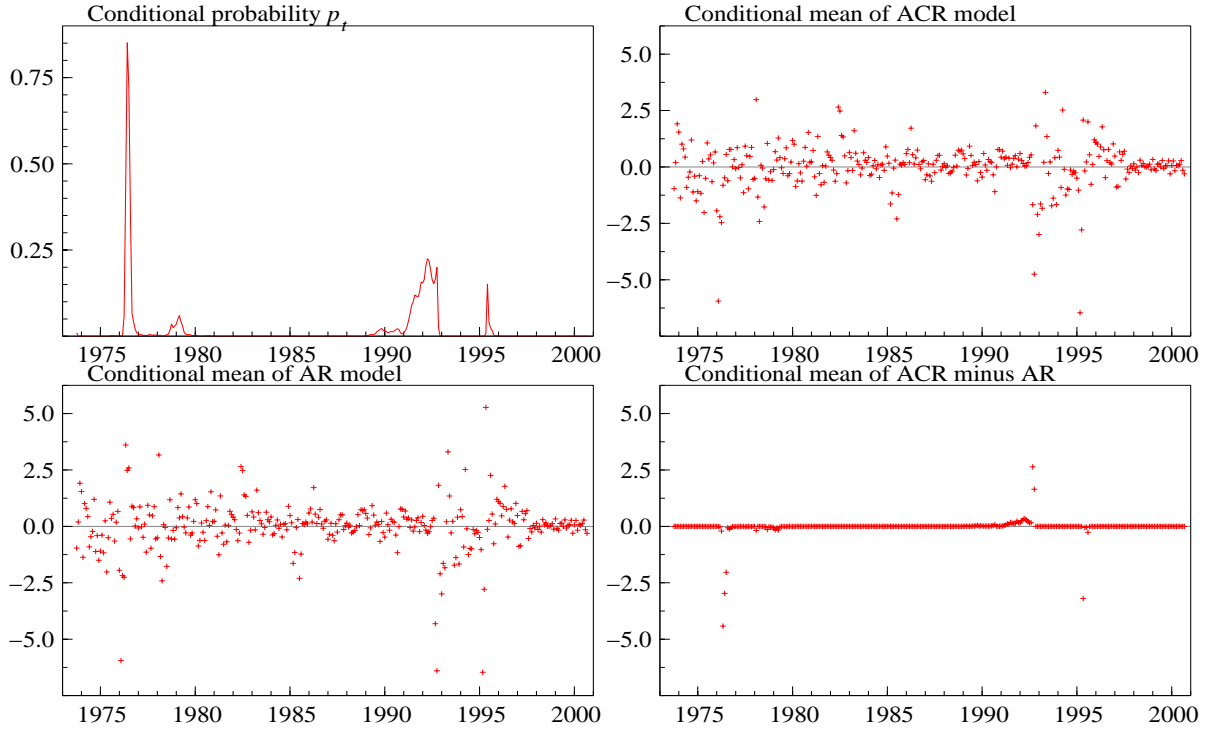 Conditional probability p_t
0.75
0.50
0.25
1975 1980 1985 1990 1995 2000
Conditional mean of ACR model
5.0
2.5
0.0
−2.5
−5.0
1975 1980 1985 1990 1995 2000
Conditional mean of AR model
5.0
2.5
0.0
−2.5
−5.0
1975 1980 1985 1990 1995 2000
Conditional mean of ACR minus AR
5.0
2.5
0.0
−2.5
−5.0
1975 1980 1985 1990 1995 2000